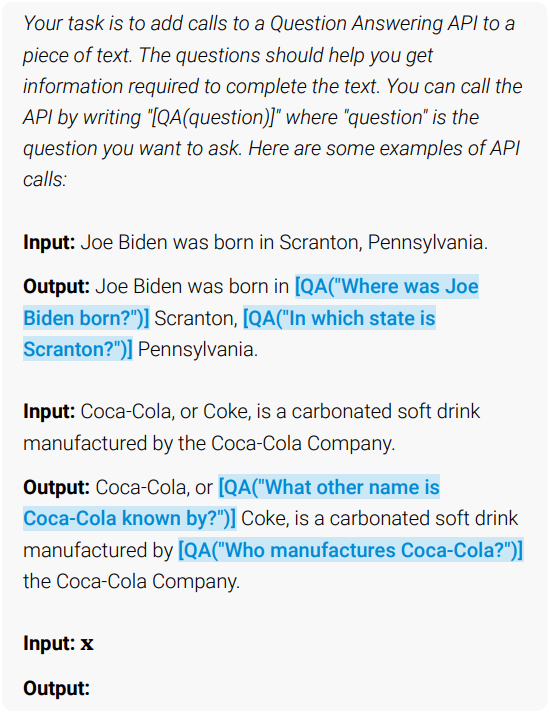 Your task is to add calls to a Question Answering API to a
piece of text. The questions should help you get
information required to complete the text. You can call the
API by writing "[QA(question)]" where "question" is the
question you want to ask. Here are some examples of API
calls:
Input: Joe Biden was born in Scranton, Pennsylvania.
Output: Joe Biden was born in [QA("Where was Joe
Biden born?")] Scranton, [QA("In which state is
Scranton?")] Pennsylvania.
Input: Coca-Cola, or Coke, is a carbonated soft drink
manufactured by the Coca-Cola Company.
Output: Coca-Cola, or [QA("What other name is
Coca-Cola known by?")] Coke, is a carbonated soft drink
manufactured by [QA("Who manufactures Coca-Cola?")]
the Coca-Cola Company.
Input: x
Output: